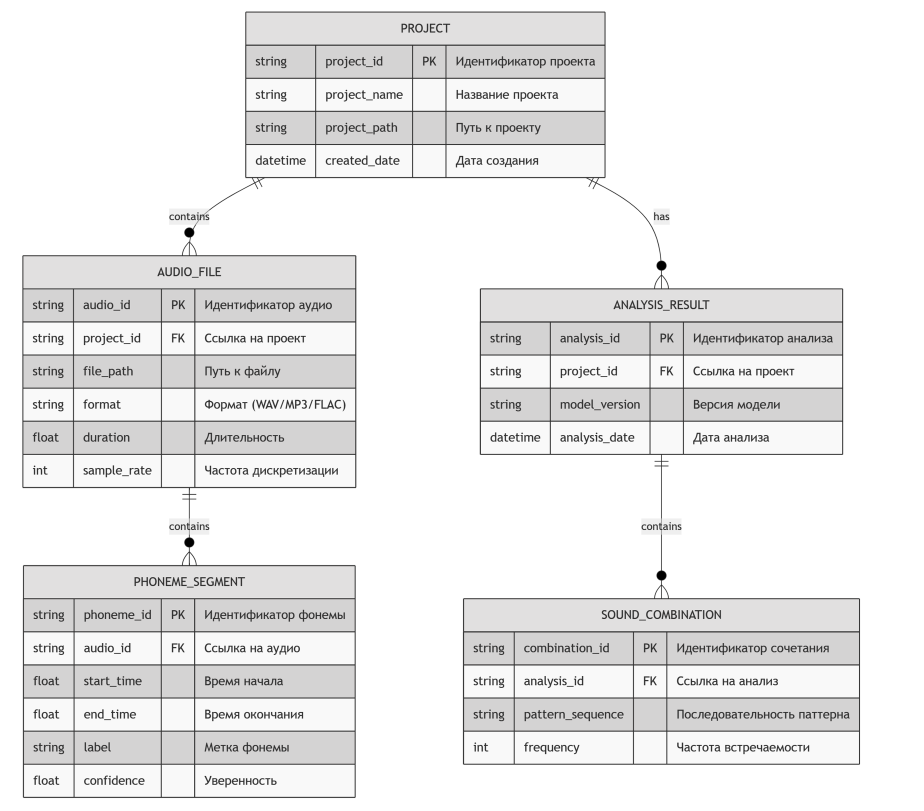 PROJECT
string project_id PK Идентификатор проекта
string project_name Название проекта
string project_path Путь к проекту
datetime created_date Дата создания
contains
has
AUDIO_FILE
string audio_id PK Идентификатор аудио
string project_id FK Ссылка на проект
string file_path Путь к файлу
string format Формат (WAV/MP3/FLAC)
float duration Длительность
int sample_rate Частота дискретизации
ANALYSIS_RESULT
string analysis_id PK Идентификатор анализа
string project_id FK Ссылка на проект
string model_version Версия модели
datetime analysis_date Дата анализа
contains
contains
PHONEME_SEGMENT
string phoneme_id PK Идентификатор фонемы
string audio_id FK Ссылка на аудио
float start_time Время начала
float end_time Время окончания
string label Метка фонемы
float confidence Уверенность
SOUND_COMBINATION
string combination_id PK Идентификатор сочетания
string analysis_id FK Ссылка на анализ
string pattern_sequence Последовательность паттерна
int frequency Частота встречаемости